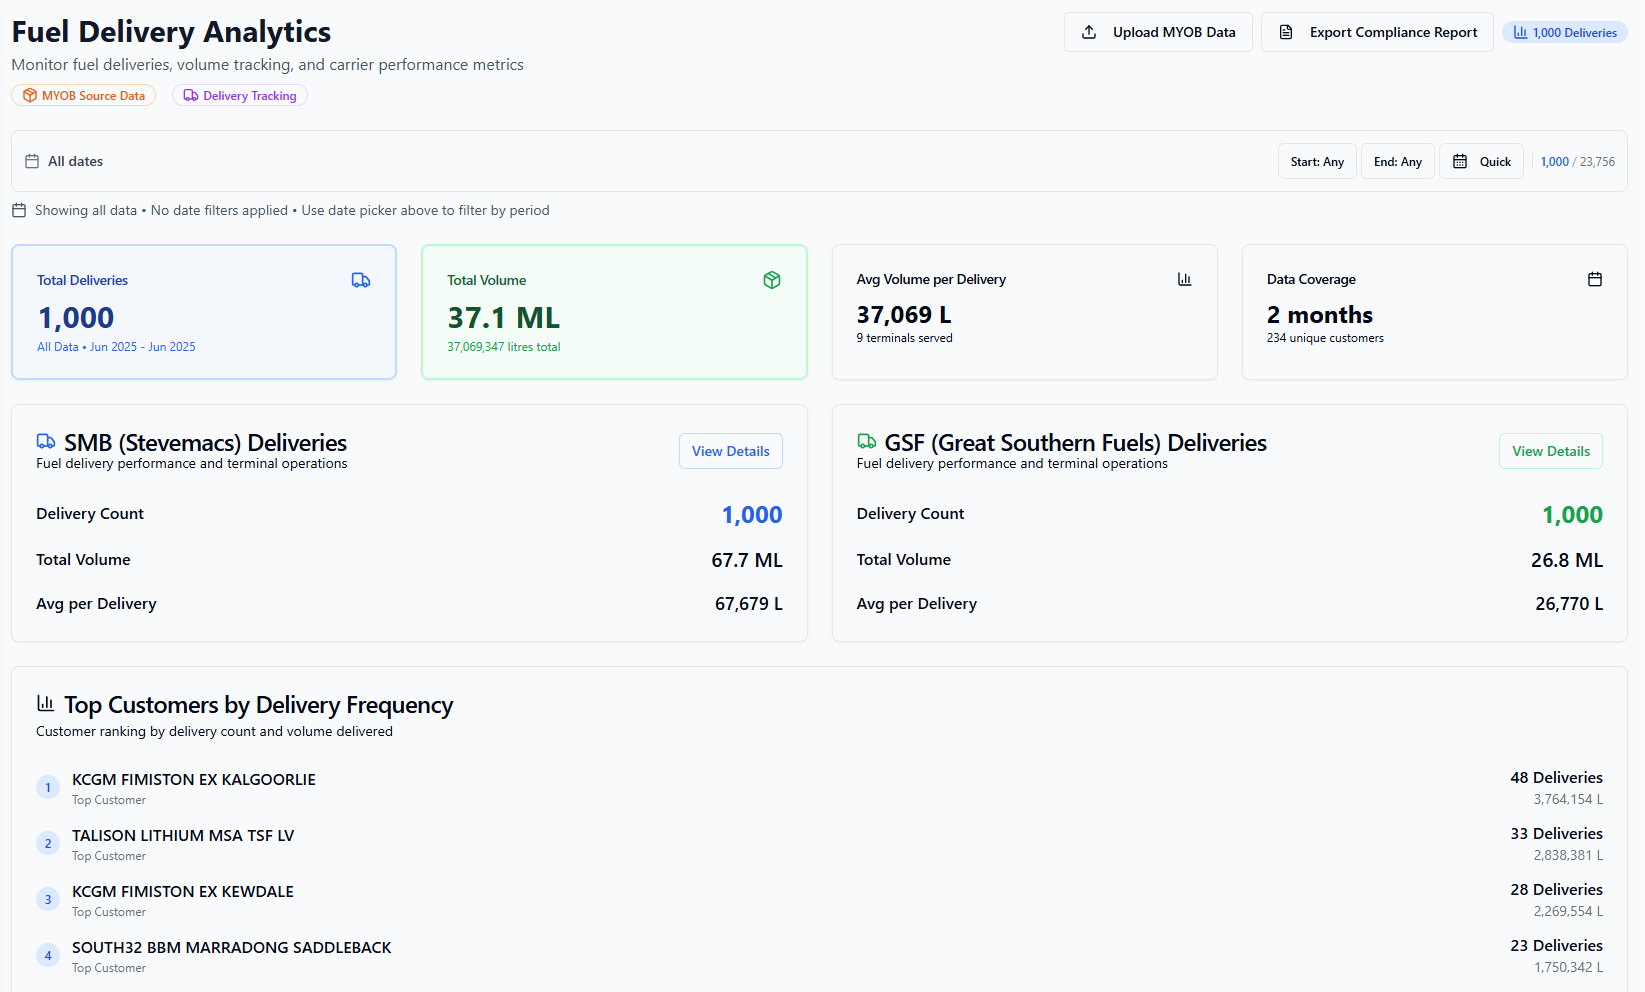 Fuel Delivery Analytics
Upload MYOB Data
Export Compliance Report
1,000 Deliveries
Monitor fuel deliveries, volume tracking, and carrier performance metrics
MYOB Source Data
Delivery Tracking
All dates
Start: Any
End: Any
Quick
1,000 / 23,756
Showing all data • No date filters applied • Use date picker above to filter by period
Total Deliveries
1,000
All Data • Jun 2025 - Jun 2025
Total Volume
37.1 ML
37,069,347 litres total
Avg Volume per Delivery
37,069 L
9 terminals served
Data Coverage
2 months
234 unique customers
SMB (Stevemacs) Deliveries
Fuel delivery performance and terminal operations
View Details
Delivery Count
1,000
Total Volume
67.7 ML
Avg per Delivery
67,679 L
GSF (Great Southern Fuels) Deliveries
Fuel delivery performance and terminal operations
View Details
Delivery Count
1,000
Total Volume
26.8 ML
Avg per Delivery
26,770 L
Top Customers by Delivery Frequency
Customer ranking by delivery count and volume delivered
1
KCGM FIMISTON EX KALGOORLIE
Top Customer
48 Deliveries
3,764,154 L
2
TALISON LITHIUM MSA TSF LV
Top Customer
33 Deliveries
2,838,381 L
3
KCGM FIMISTON EX KEWDALE
Top Customer
28 Deliveries
2,269,554 L
4
SOUTH32 BBM MARRADONG SADDLEBACK
Top Customer
23 Deliveries
1,750,342 L